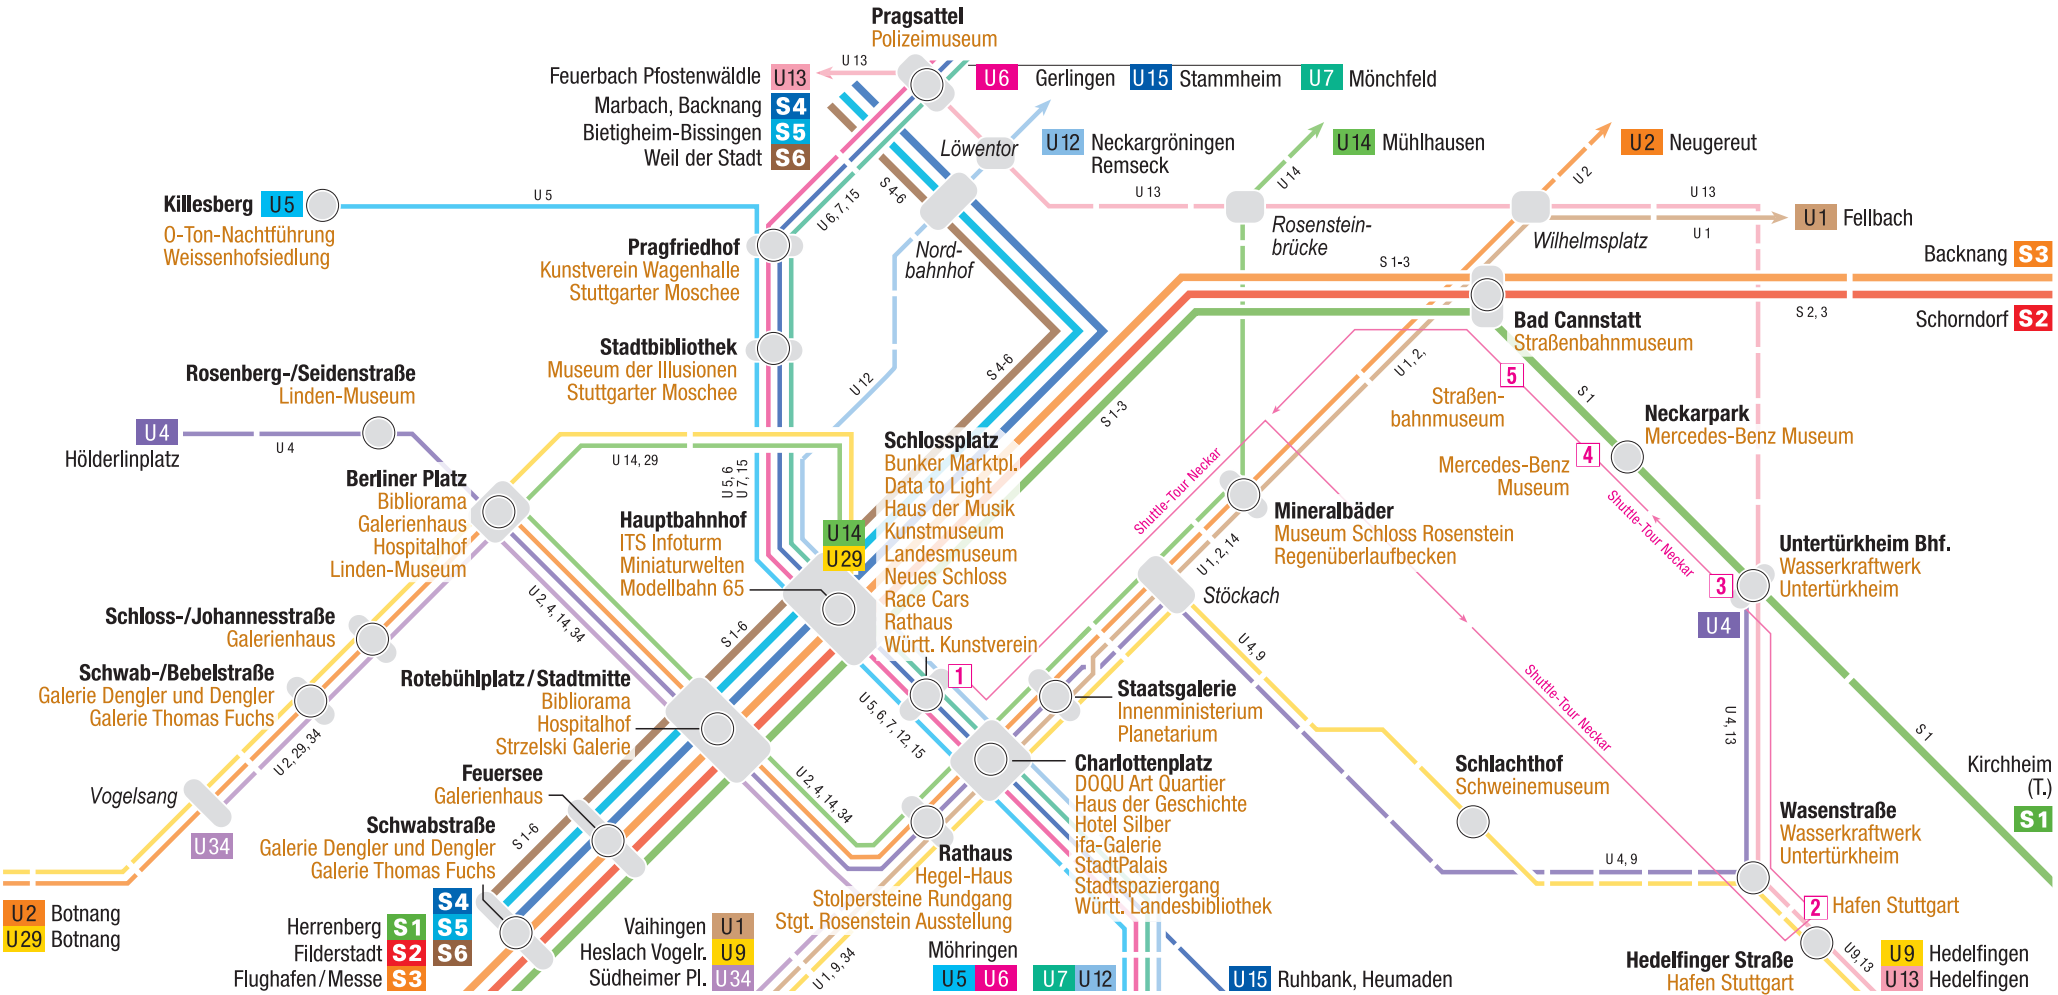 Pragsattel
Polizeimuseum
U 13
Feuerbach Pfostenwäldle U13
Marbach, Backnang S4
Bietigheim-Bissingen S5
Weil der Stadt S6
U6 Gerlingen U15 Stammheim U7 Mönchfeld
Löwentor
U12 Neckargröningen
Remseck
U14 Mühlhausen
U2 Neugereut
U 14
U 2
S 4-6
U 6, 7, 15
U 13
U 13
Killesberg U5
O-Ton-Nachtführung
Weissenhofsiedlung
U 5
Pragfriedhof
Kunstverein Wagenhalle
Stuttgarter Moschee
Nord-
bahnhof
Rosenstein-
brücke
Wilhelmsplatz
U 1
U1 Fellbach
Backnang S3
S 1-3
S 2, 3
Schorndorf S2
Bad Cannstatt
Straßenbahnmuseum
Stadtbibliothek
Museum der Illusionen
Stuttgarter Moschee
U 12
S 4-6
S 1-3
U 1, 2,
5
Straßen-
bahnmuseum
S 1
Rosenberg-/Seidenstraße
Linden-Museum
U4
Hölderlinplatz
U 4
U 14, 29
U 5, 6
U 7, 15
Neckarpark
Mercedes-Benz Museum
4
Mercedes-Benz
Museum
Shuttle-Tour Neckar
Shuttle-Tour Neckar
Berliner Platz
Bibliorama
Galerienhaus
Hospitalhof
Linden-Museum
Schlossplatz
Bunker Marktpl.
Data to Light
Haus der Musik
Kunstmuseum
Landesmuseum
Neues Schloss
Race Cars
Rathaus
Württ. Kunstverein
Hauptbahnhof
ITS Infoturm
Miniaturwelten
Modellbahn 65
U14
U29
Mineralbäder
Museum Schloss Rosenstein
Regenüberlaufbecken
U 1, 2, 14
Stöckach
Untertürkheim Bhf.
Wasserkraftwerk
Untertürkheim
3
U4
U 2, 4, 14, 34
S 1-6
U 4, 9
Schloss-/Johannesstraße
Galerienhaus
Schwab-/Bebelstraße
Galerie Dengler und Dengler
Galerie Thomas Fuchs
U 2, 29, 34
Rotebühlplatz/Stadtmitte
Bibliorama
Hospitalhof
Strzelski Galerie
1
U 5, 6, 7, 12, 15
Staatsgalerie
Innenministerium
Planetarium
Shuttle-Tour Neckar
U 4, 13
S 1
Vogelsang
U34
Feuersee
Galerienhaus
U 2, 4, 14, 34
Charlottenplatz
DOQU Art Quartier
Haus der Geschichte
Hotel Silber
ifa-Galerie
StadtPalais
Stadtspaziergang
Württ. Landesbibliothek
Schlachthof
Schweinemuseum
Kirchheim
(T.)
S1
Schwabstraße
Galerie Dengler und Dengler
Galerie Thomas Fuchs
S 1-6
Rathaus
Hegel-Haus
Stolpersteine Rundgang
Stgt. Rosenstein Ausstellung
Wasenstraße
Wasserkraftwerk
Untertürkheim
U 4, 9
2 Hafen Stuttgart
U2 Botnang
U29 Botnang
S4
Herrenberg S1 S5
Filderstadt S2 S6
Flughafen/Messe S3
Vaihingen U1
Heslach Vogelr. U9
Südheimer Pl. U34
U 1, 9, 34
Möhringen
U5 U6 U7 U12
U15 Ruhbank, Heumaden
Hedelfinger Straße
Hafen Stuttgart
U9, 13
U9 Hedelfingen
U13 Hedelfingen